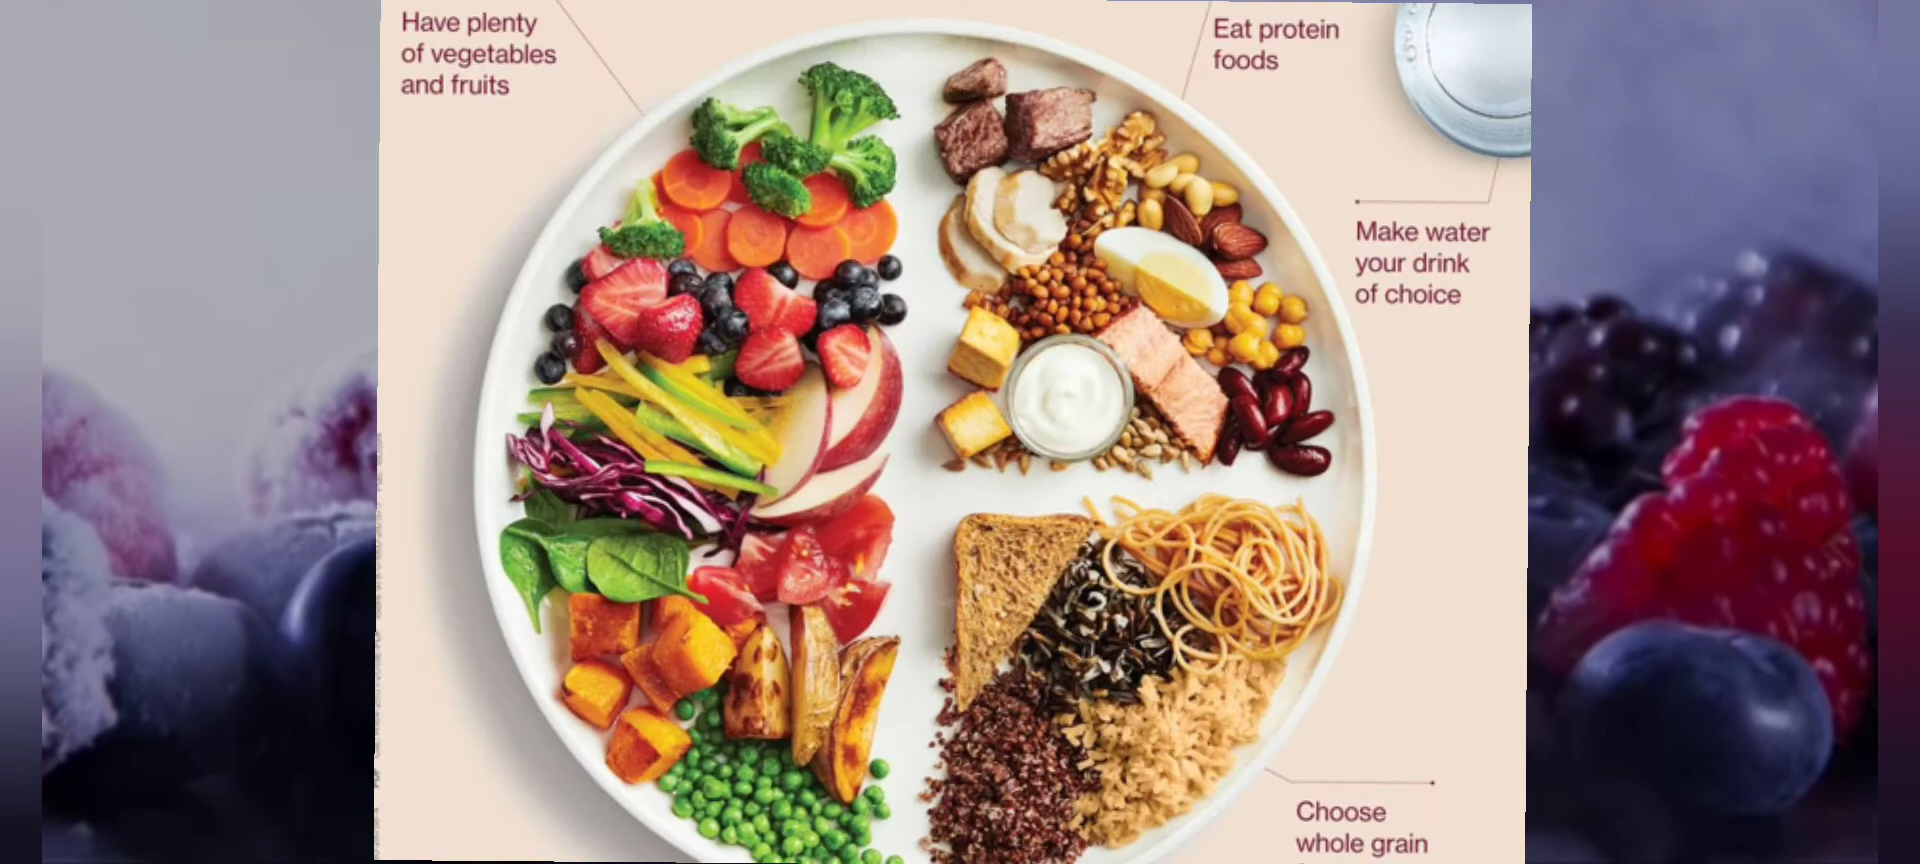 Have plenty
of vegetables
and fruits
Eat protein
foods
Make water
your drink
of choice
Choose
whole grain